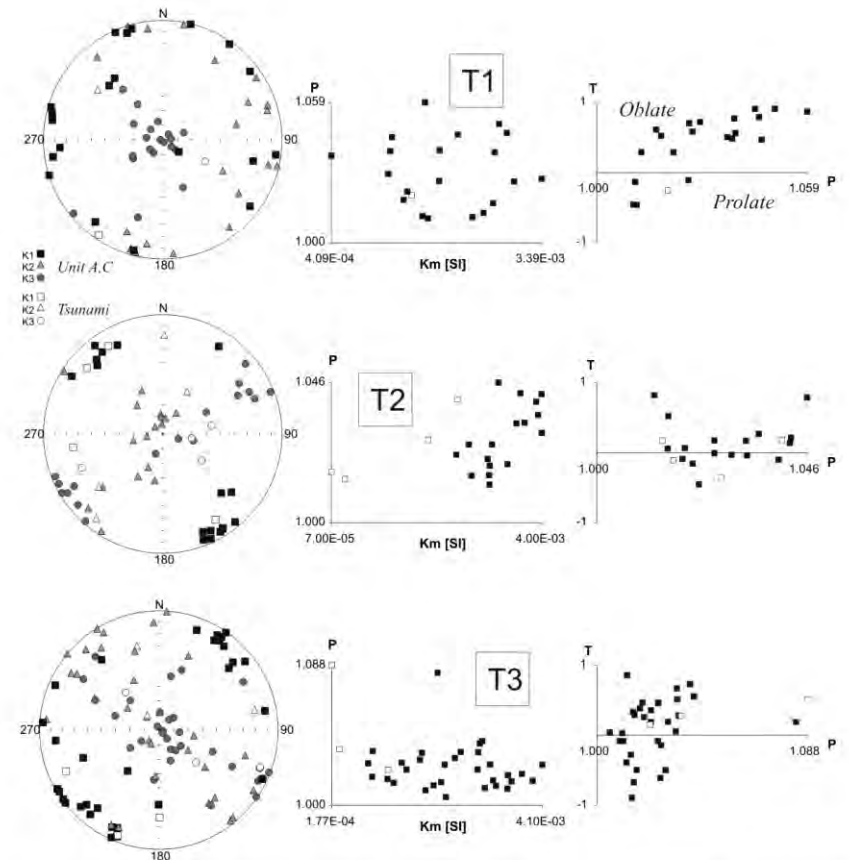 N
270
90
180
P
1.059
1.000
4.09E-04
3.39E-03
Km [SI]
T1
T
1
Oblate
1.000
P
1.059
Prolate
-1
K1
K2
K3
Unit A,C
K1
K2
K3
Tsunami
N
270
90
180
P
1.046
T2
1.000
7.00E-05
4.00E-03
Km [SI]
T
1
1.000
1.046
P
-1
N
270
90
180
P
1.088
T3
1.000
1.77E-04
4.10E-03
Km [SI]
T
1
1.000
P
1.088
-1